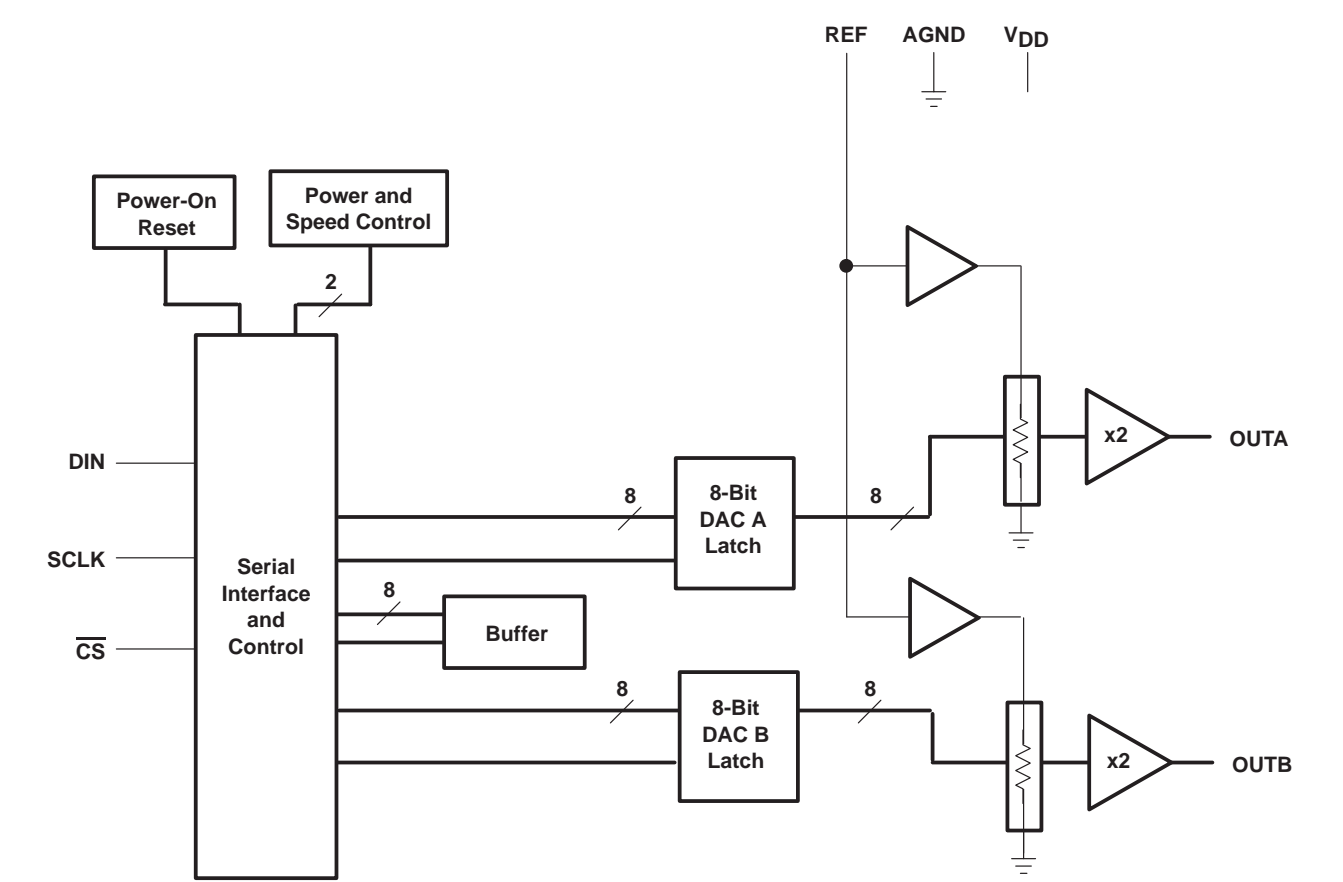 REF AGND VDD
Power-On
Reset
Power and
Speed Control
2
x2
OUTA
DIN
8
8-Bit
DAC A
Latch
8
SCLK
Serial
Interface
and
Control
8
Buffer
CS
8
8-Bit
DAC B
Latch
8
x2
OUTB